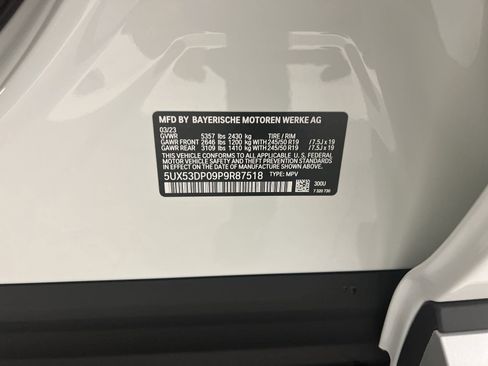 MFD BY BAYERISCHE MOTOREN WERKE AG
03/23
GVWR 5357 lbs 2430 kg TIRE / RIM
GAWR FRONT 2646 lbs 1200 kg WITH 245/50 R19 /7.5J x 19
GAWR REAR 3109 lbs 1410 kg WITH 245/50 R19 /7.5J x 19
THIS VEHICLE CONFORMS TO ALL APPLICABLE U.S. FEDERAL
MOTOR VEHICLE SAFETY AND THEFT PREVENTION STANDARDS
IN EFFECT ON THE DATE OF MANUFACTURE SHOWN ABOVE.
5UX53DP09P9R87518 TYPE: MPV
300U